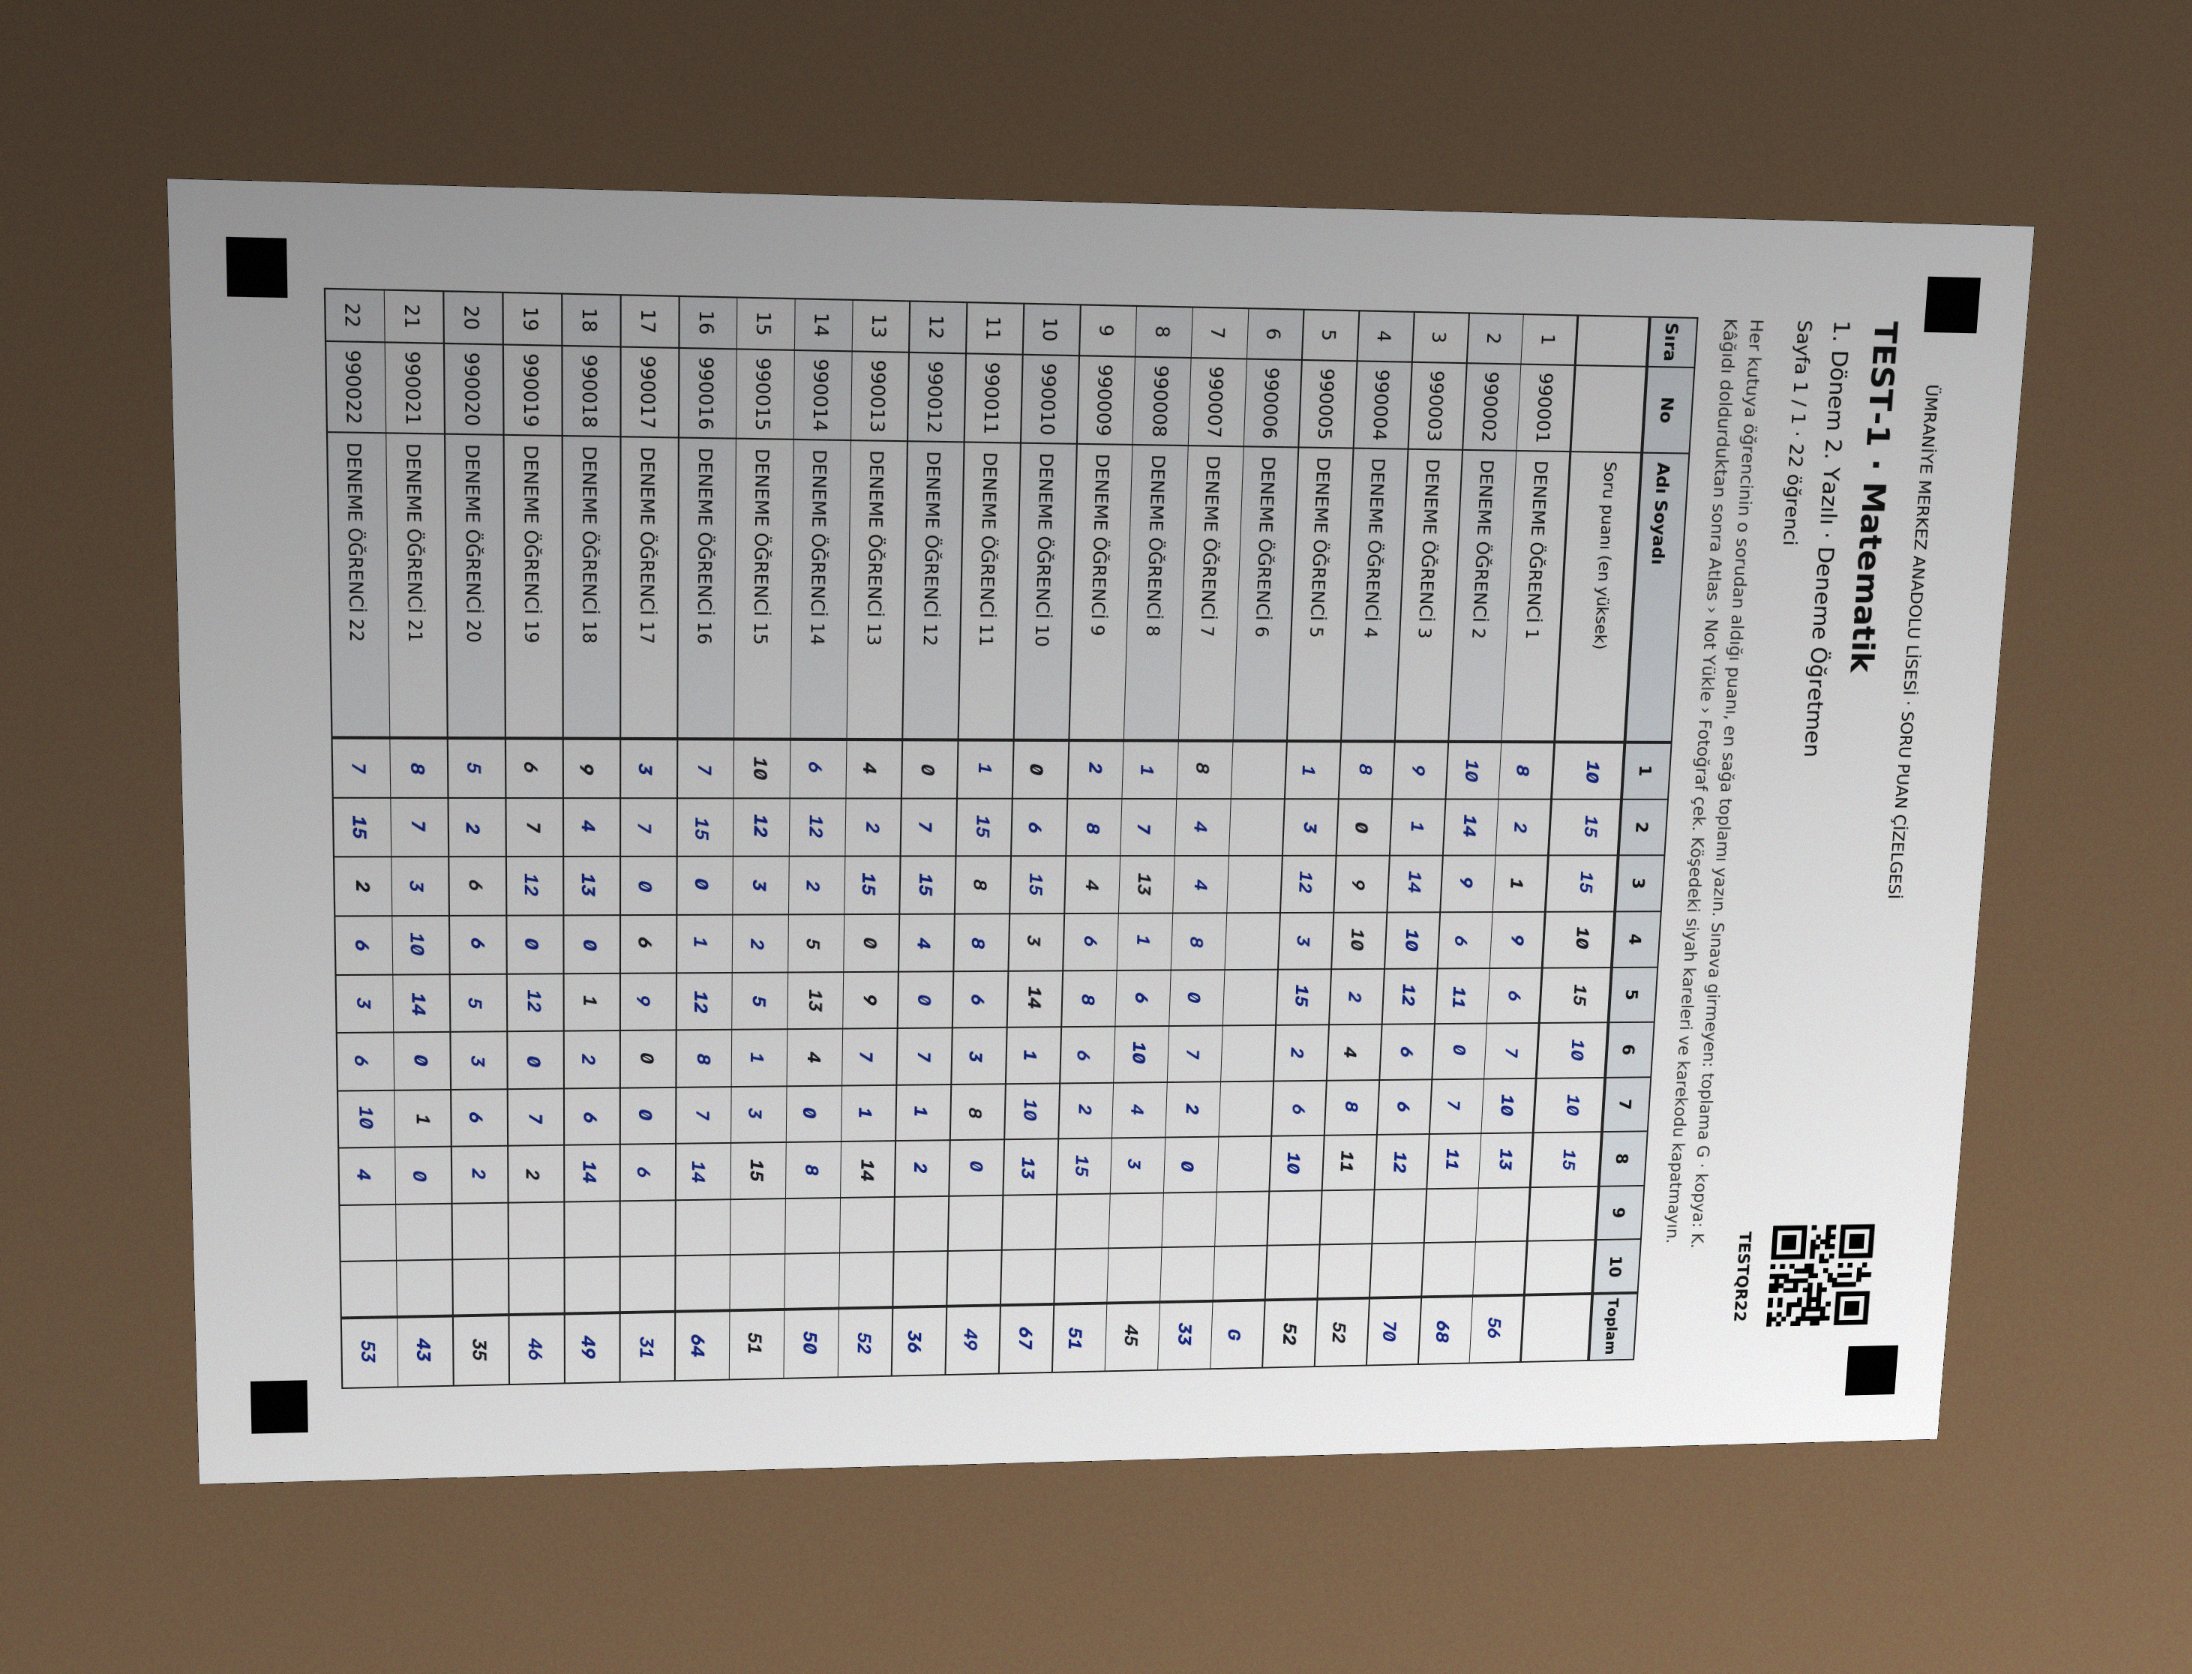 ÜMRANİYE MERKEZ ANADOLU LİSESİ · SORU PUAN ÇİZELGESİ
TEST-1 · Matematik
1. Dönem 2. Yazılı · Deneme Öğretmen
Sayfa 1 / 1 · 22 öğrenci
TESTQR22
Her kutuya öğrencinin o sorudan aldığı puanı, en sağa toplamı yazın. Sınava girmeyen: toplama G · kopya: K.
Kâğıdı doldurduktan sonra Atlas › Not Yükle › Fotoğraf çek. Köşedeki siyah kareleri ve karekodu kapatmayın.
Sıra No Adı Soyadı 1 2 3 4 5 6 7 8 9 10 Toplam
Soru puanı (en yüksek) 10 15 15 10 15 10 10 15
1 990001 DENEME ÖĞRENCİ 1 8 2 1 9 6 7 10 13 56
2 990002 DENEME ÖĞRENCİ 2 10 14 9 6 11 0 7 11 68
3 990003 DENEME ÖĞRENCİ 3 9 1 14 10 12 6 6 12 70
4 990004 DENEME ÖĞRENCİ 4 8 0 9 10 2 4 8 11 52
5 990005 DENEME ÖĞRENCİ 5 1 3 12 3 15 2 6 10 52
6 990006 DENEME ÖĞRENCİ 6 G
7 990007 DENEME ÖĞRENCİ 7 8 4 4 8 0 7 2 0 33
8 990008 DENEME ÖĞRENCİ 8 1 7 13 1 6 10 4 3 45
9 990009 DENEME ÖĞRENCİ 9 2 8 4 6 8 6 2 15 51
10 990010 DENEME ÖĞRENCİ 10 0 6 15 3 14 1 10 13 67
11 990011 DENEME ÖĞRENCİ 11 1 15 8 8 6 3 8 0 49
12 990012 DENEME ÖĞRENCİ 12 0 7 15 4 0 7 1 2 36
13 990013 DENEME ÖĞRENCİ 13 4 2 15 0 9 7 1 14 52
14 990014 DENEME ÖĞRENCİ 14 6 12 2 5 13 4 0 8 50
15 990015 DENEME ÖĞRENCİ 15 10 12 3 2 5 1 3 15 51
16 990016 DENEME ÖĞRENCİ 16 7 15 0 1 12 8 7 14 64
17 990017 DENEME ÖĞRENCİ 17 3 7 0 6 9 0 0 6 31
18 990018 DENEME ÖĞRENCİ 18 9 4 13 0 1 2 6 14 49
19 990019 DENEME ÖĞRENCİ 19 6 7 12 0 12 0 7 2 46
20 990020 DENEME ÖĞRENCİ 20 5 2 6 6 5 3 6 2 35
21 990021 DENEME ÖĞRENCİ 21 8 7 3 10 14 0 1 0 43
22 990022 DENEME ÖĞRENCİ 22 7 15 2 6 3 6 10 4 53